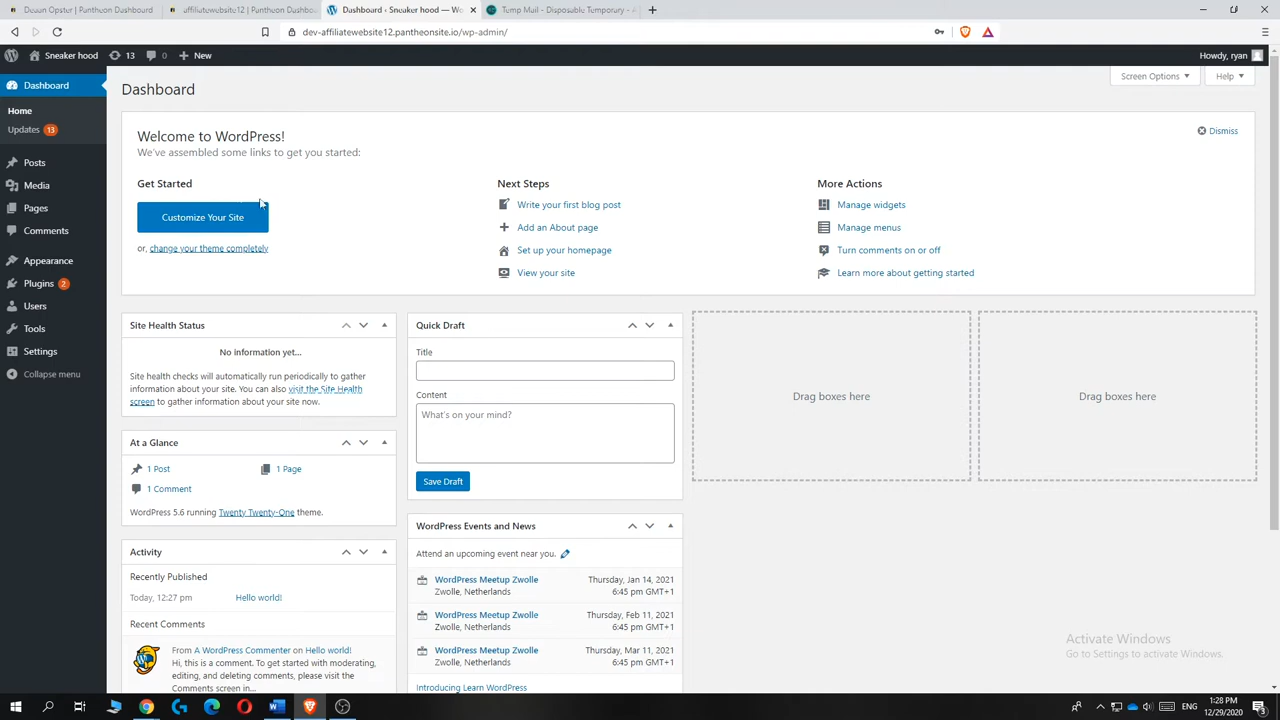 Deuan Opster | Pantheon Dashboard
affiliatewebsite12 | Pantheon Dashb
Dashboard ‹ Sneaker hood — Wo
Temp Mail - Disposable Temporary - A
dev-affiliatewebsite12.pantheonsite.io/wp-admin/
Sneaker hood
13
0
New
Howdy, ryan
Dashboard
Home
Updates 13
Posts
Media
Pages
Comments
Appearance
Plugins 2
Users
Tools
Settings
Collapse menu
Dashboard
Screen Options
Help
Welcome to WordPress!
We've assembled some links to get you started:
Dismiss
Get Started
Customize Your Site
or, change your theme completely
Next Steps
Write your first blog post
Add an About page
Set up your homepage
View your site
More Actions
Manage widgets
Manage menus
Turn comments on or off
Learn more about getting started
Site Health Status
No information yet...
Site health checks will automatically run periodically to gather
information about your site. You can also visit the Site Health
screen to gather information about your site now.
At a Glance
1 Post
1 Page
1 Comment
WordPress 5.6 running Twenty Twenty-One theme.
Activity
Recently Published
Today, 12:27 pm
Hello world!
Recent Comments
From A WordPress Commenter on Hello world!
Hi, this is a comment. To get started with moderating,
editing, and deleting comments, please visit the
Comments screen in...
Quick Draft
Title
Content
What's on your mind?
Save Draft
WordPress Events and News
Attend an upcoming event near you.
WordPress Meetup Zwolle
Thursday, Jan 14, 2021
Zwolle, Netherlands
6:45 pm GMT+1
WordPress Meetup Zwolle
Thursday, Feb 11, 2021
Zwolle, Netherlands
6:45 pm GMT+1
WordPress Meetup Zwolle
Thursday, Mar 11, 2021
Zwolle, Netherlands
6:45 pm GMT+1
Introducing Learn WordPress
Drag boxes here
Drag boxes here
Activate Windows
Go to Settings to activate Windows.
ENG
1:28 PM
12/29/2020
3